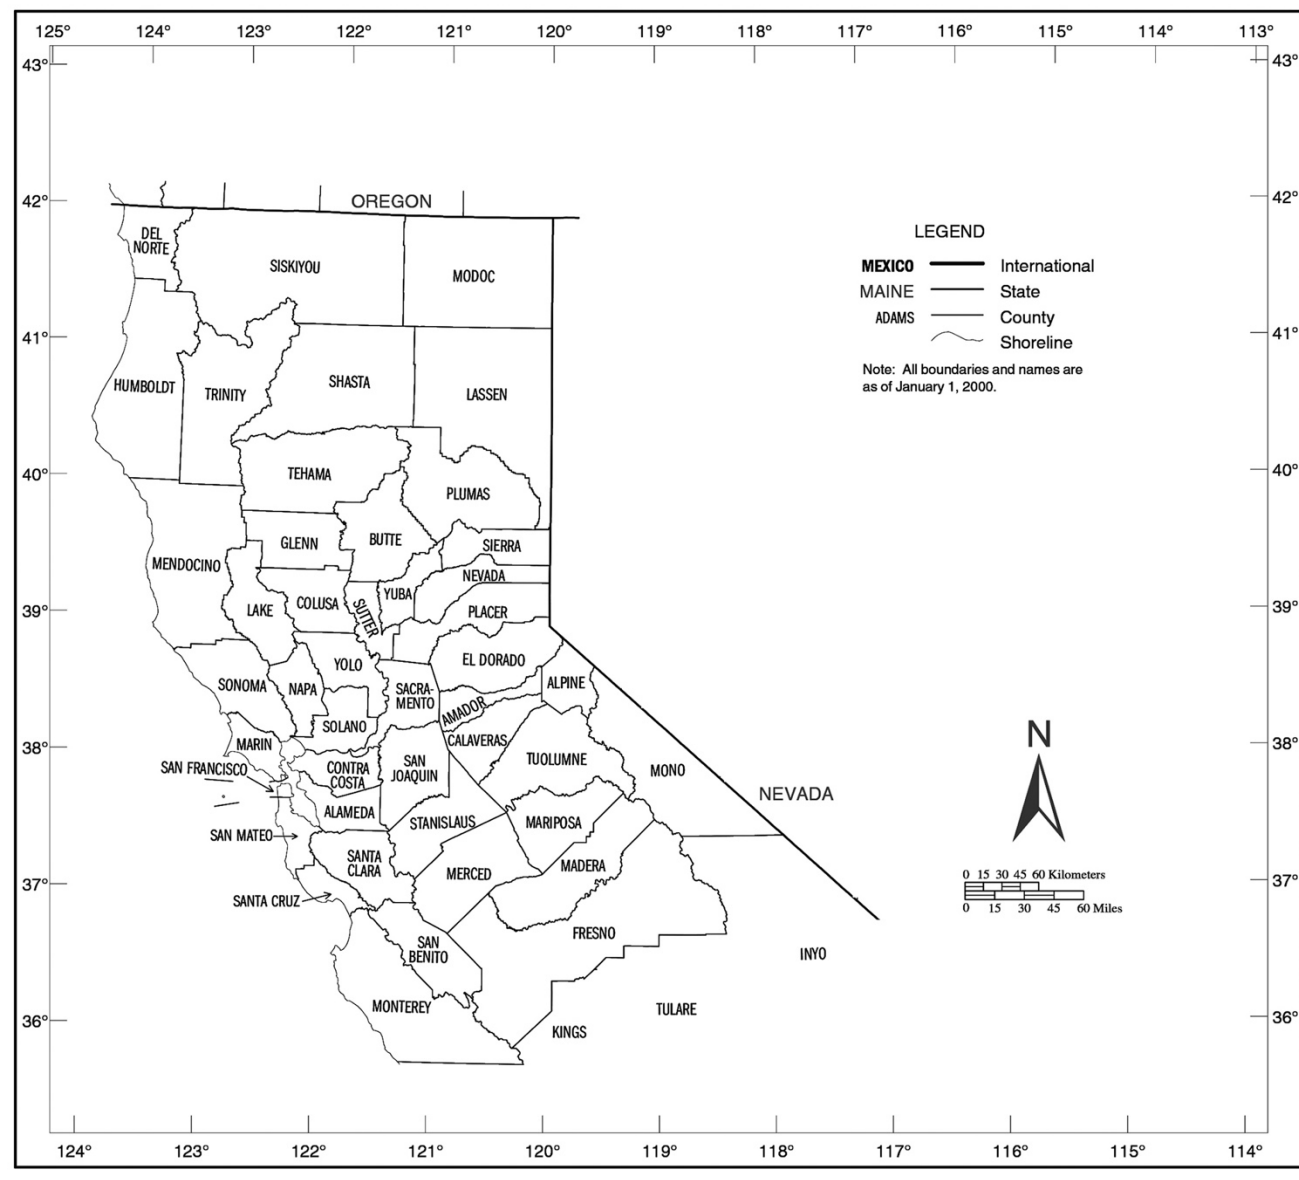 125° 124° 123° 122° 121° 120° 119° 118° 117° 116° 115° 114° 113°
43° 43°
42° 42°
OREGON
DEL
NORTE
SISKIYOU
MODOC
LEGEND
MEXICO International
MAINE State
ADAMS County
Shoreline
Note: All boundaries and names are
as of January 1, 2000.
41° 41°
HUMBOLDT
TRINITY
SHASTA
LASSEN
40° 40°
TEHAMA
PLUMAS
MENDOCINO
GLENN
BUTTE
SIERRA
NEVADA
39° 39°
LAKE
COLUSA
SUTTER
YUBA
PLACER
SONOMA
NAPA
YOLO
SACRA-
MENTO
EL DORADO
ALPINE
SOLANO
AMADOR
38° 38°
MARIN
SAN FRANCISCO
CONTRA
COSTA
SAN
JOAQUIN
CALAVERAS
TUOLUMNE
MONO
NEVADA
N
ALAMEDA
SAN MATEO
STANISLAUS
MARIPOSA
37° 37°
SANTA
CLARA
MERCED
MADERA
SANTA CRUZ
0 15 30 45 60 Kilometers
0 15 30 45 60 Miles
SAN
BENITO
FRESNO
INYO
MONTEREY
TULARE
KINGS
36° 36°
124° 123° 122° 121° 120° 119° 118° 117° 116° 115° 114°